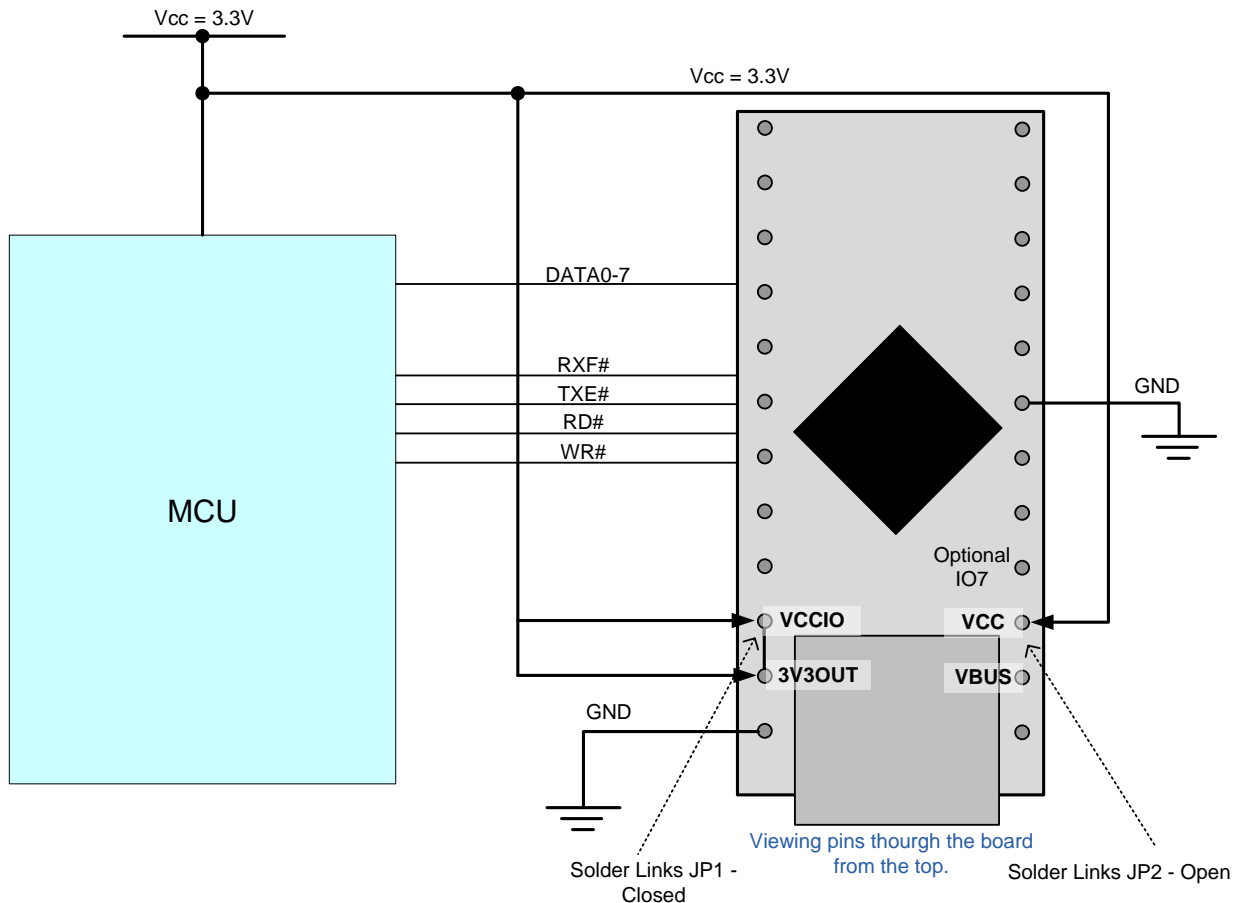 Vcc = 3.3V
Vcc = 3.3V
DATA0-7
RXF#
TXE#
RD#
WR#
GND
MCU
Optional
IO7
VCCIO
VCC
3V3OUT
VBUS
GND
Viewing pins thourgh the board
from the top.
Solder Links JP1 -
Closed
Solder Links JP2 - Open